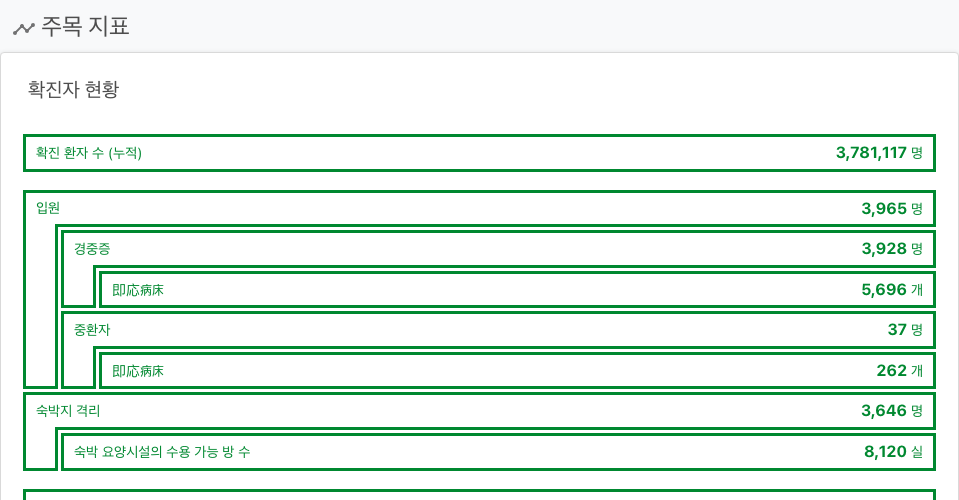 주목 지표
확진자 현황
확진 환자 수 (누적) 3,781,117 명
입원 3,965 명
경중증 3,928 명
即応病床 5,696 개
중환자 37 명
即応病床 262 개
숙박지 격리 3,646 명
숙박 요양시설의 수용 가능 방 수 8,120 실